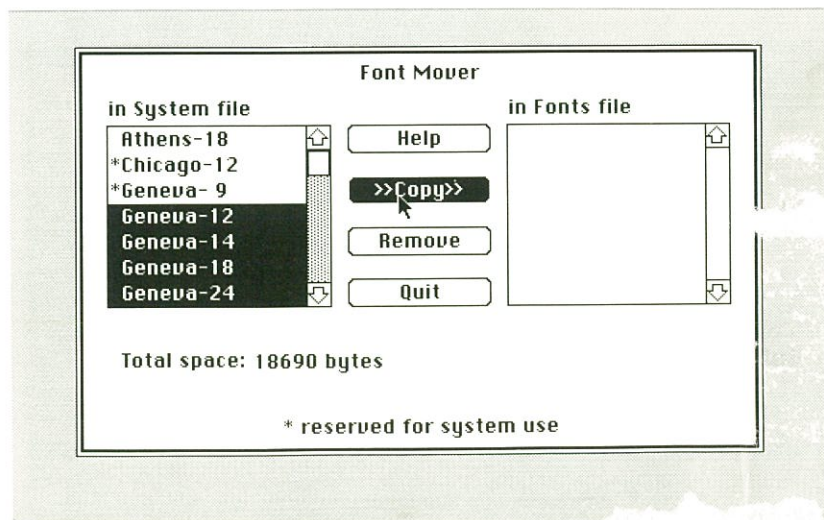 Font Mover
in System file
Athens-18
*Chicago-12
*Geneva- 9
Geneva-12
Geneva-14
Geneva-18
Geneva-24
Help
>>Copy>>
Remove
Quit
in Fonts file
Total space: 18690 bytes
* reserved for system use